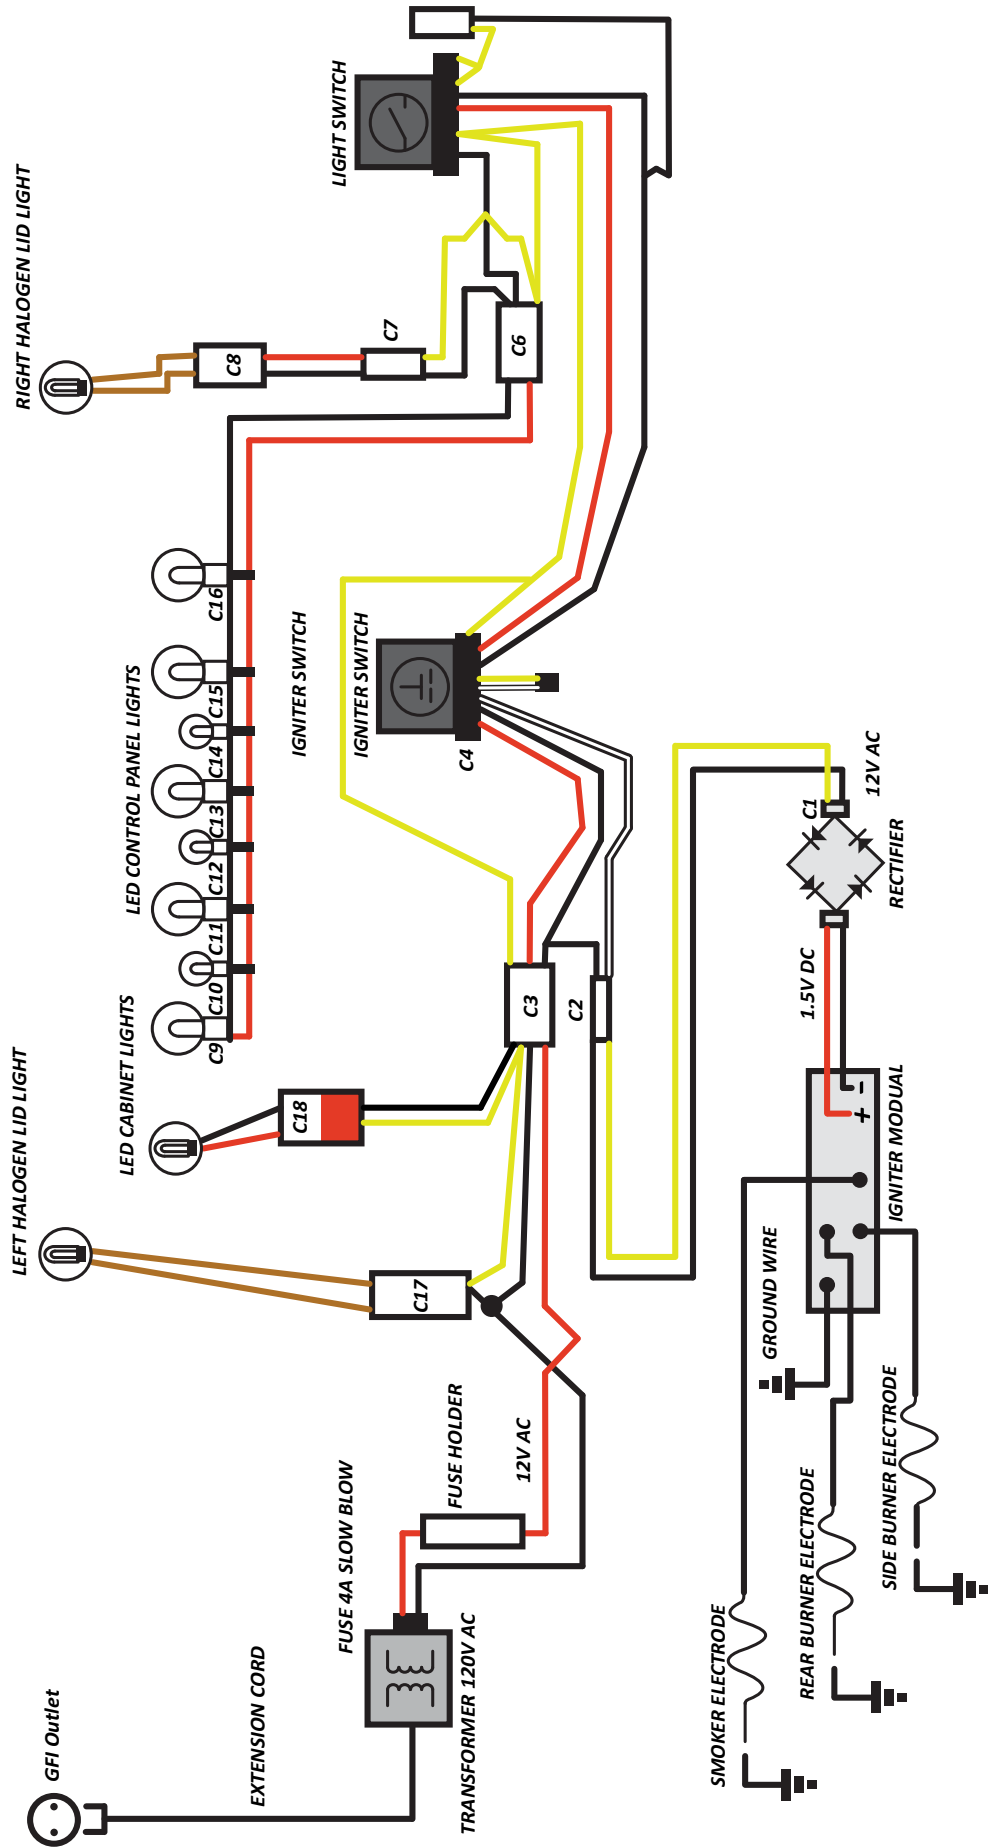 GFI Outlet
EXTENSION CORD
TRANSFORMER 120V AC
FUSE 4A SLOW BLOW
FUSE HOLDER
12V AC
LEFT HALOGEN LID LIGHT
C17
LED CABINET LIGHTS
C18
C3
C2
LED CONTROL PANEL LIGHTS
C9
C10
C11
C12
C13
C14
C15
C16
IGNITER SWITCH
IGNITER SWITCH
C4
RIGHT HALOGEN LID LIGHT
C8
C7
C6
LIGHT SWITCH
SMOKER ELECTRODE
REAR BURNER ELECTRODE
SIDE BURNER ELECTRODE
GROUND WIRE
IGNITER MODUAL
+ -
1.5V DC
RECTIFIER
C1
12V AC